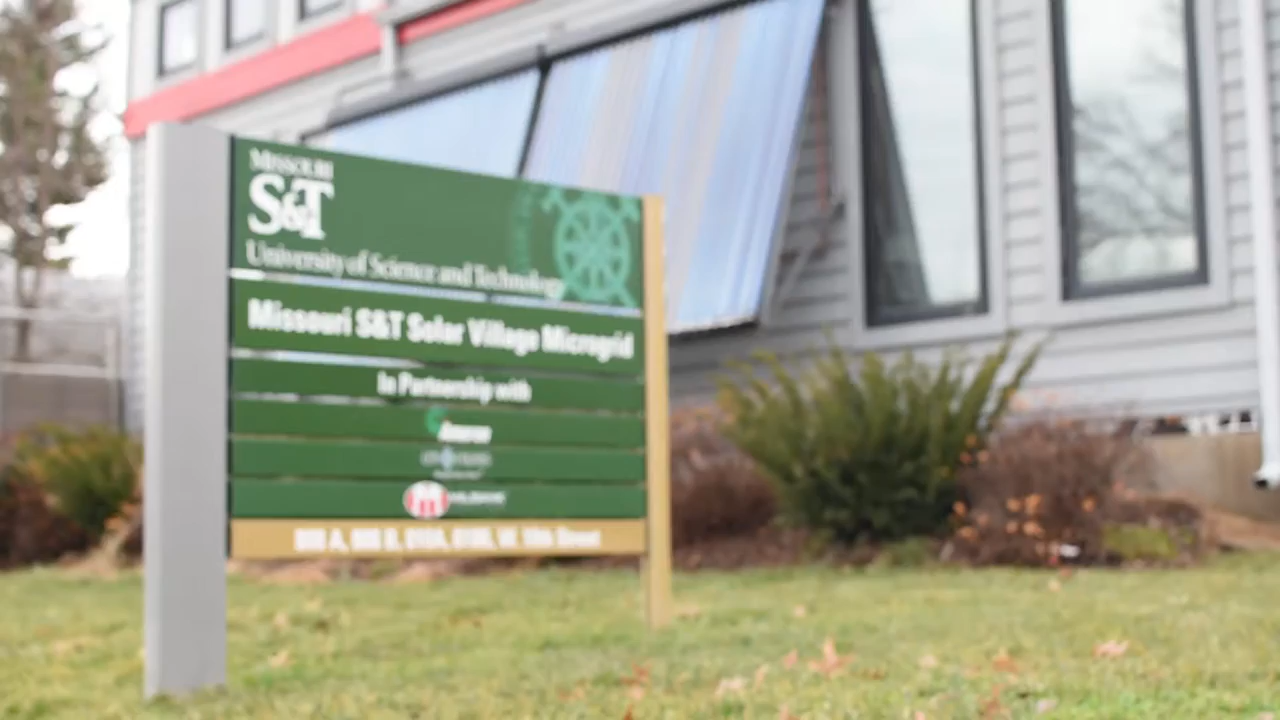 MISSOURI
S&T
University of Science and Technology
Missouri S&T Solar Village Microgrid
In Partnership with
Ameren